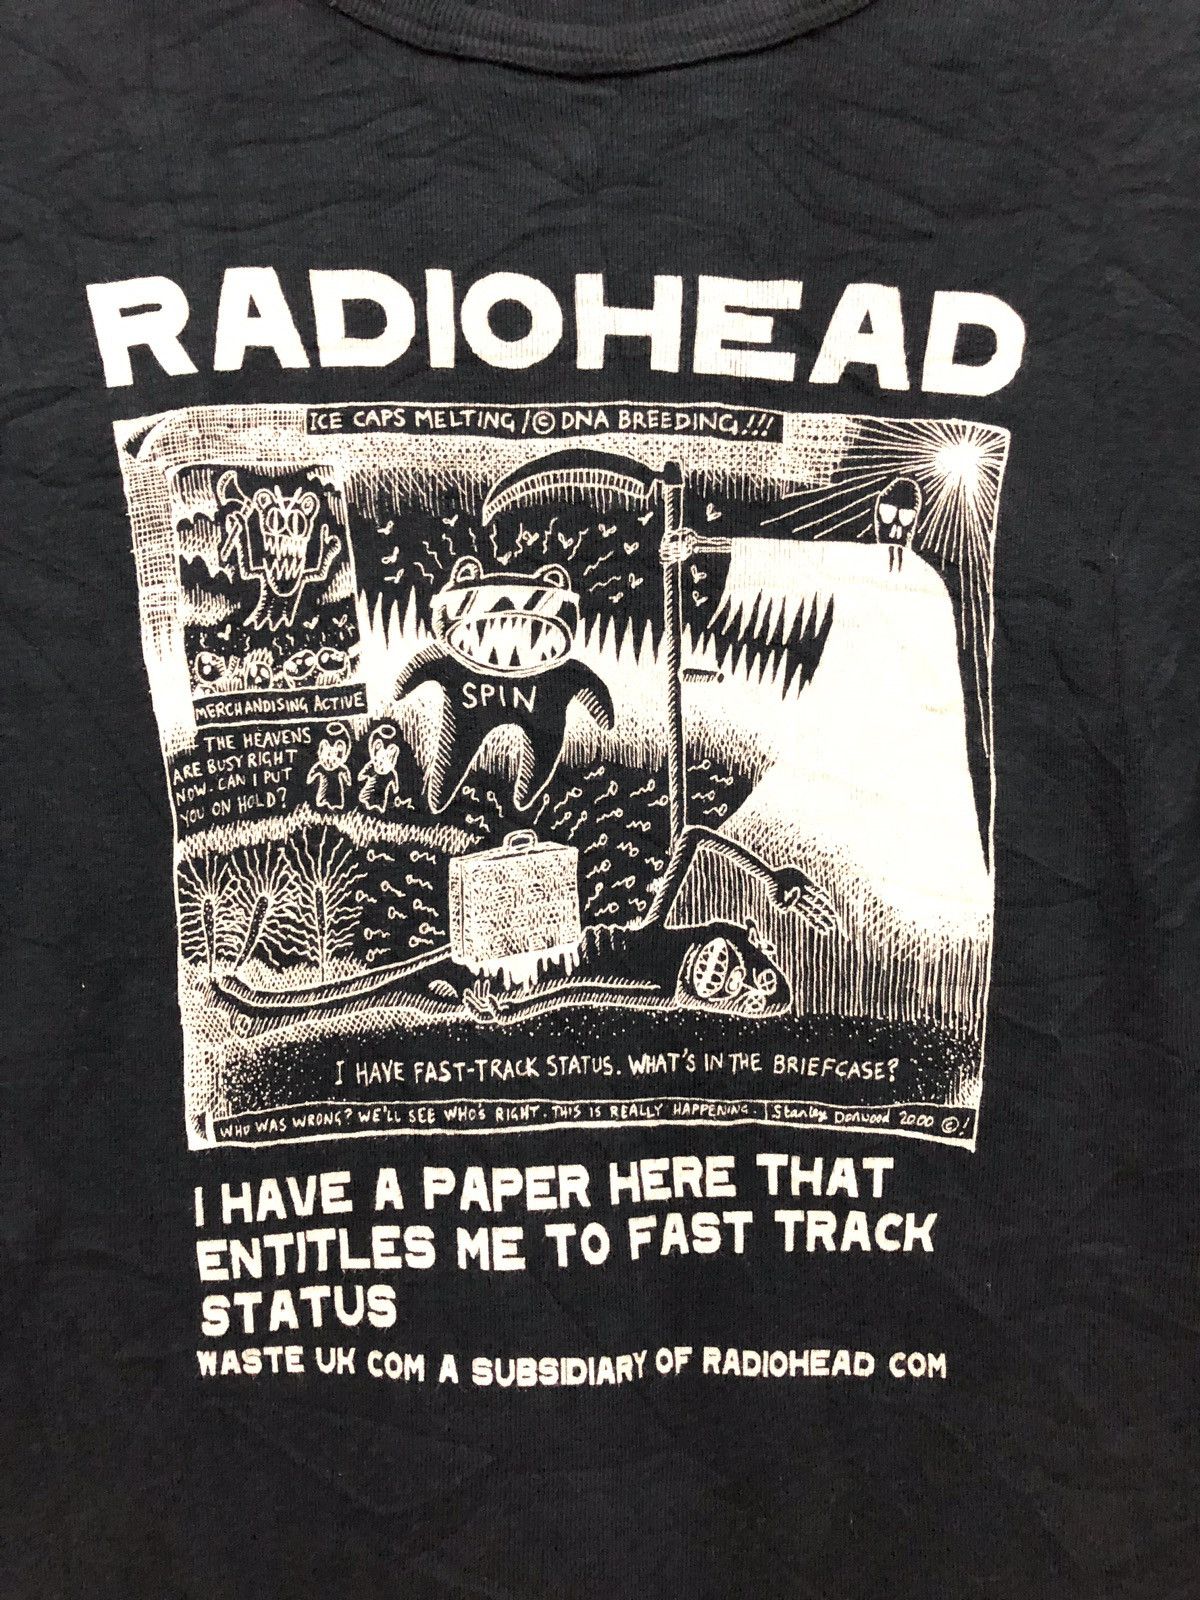 RADIOHEAD
ICE CAPS MELTING / © DNA BREEDING!!!
SPIN
MERCHANDISING ACTIVE
THE HEAVENS
ARE BUSY RIGHT
NOW. CAN I PUT
YOU ON HOLD?
I HAVE FAST-TRACK STATUS. WHAT'S IN THE BRIEFCASE?
WHO WAS WRONG? WE'LL SEE WHO'S RIGHT. THIS IS REALLY HAPPENING. Stanley Donwood 2000 ©!
I HAVE A PAPER HERE THAT
ENTITLES ME TO FAST TRACK
STATUS
WASTE UK COM A SUBSIDIARY OF RADIOHEAD COM